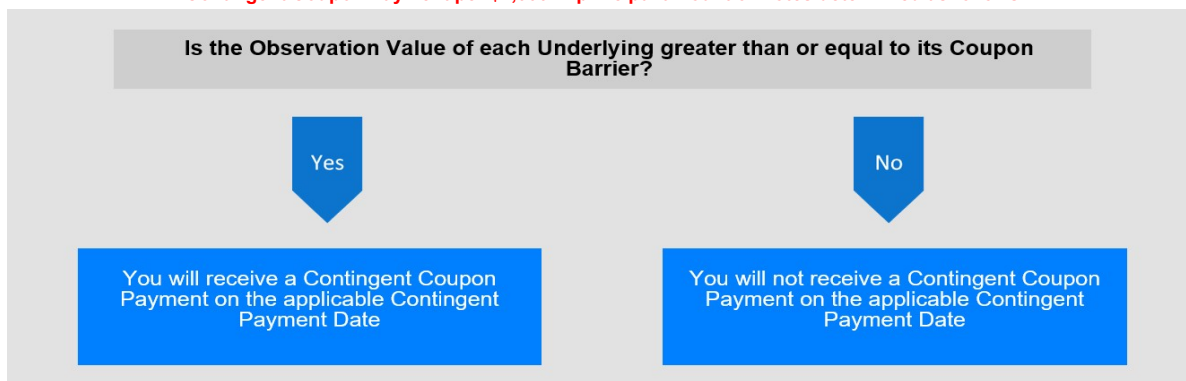 Is the Observation Value of each Underlying greater than or equal to its Coupon
Barrier?
Yes
No
You will receive a Contingent Coupon
Payment on the applicable Contingent
Payment Date
You will not receive a Contingent Coupon
Payment on the applicable Contingent
Payment Date